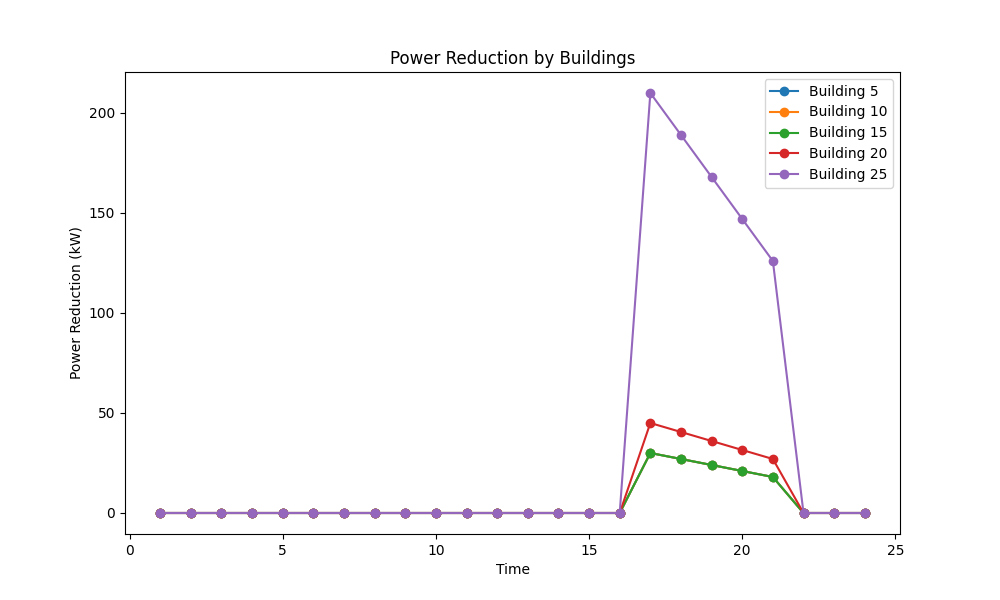 Power Reduction by Buildings
Building 5
Building 10
Building 15
Building 20
Building 25
Power Reduction (kW)
200
150
100
50
0
0
5
10
15
20
25
Time